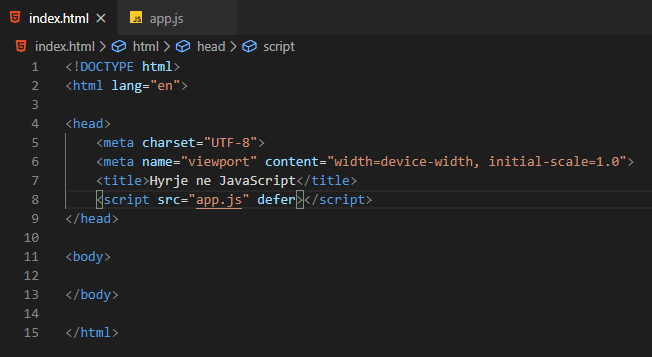 index.html × JS app.js
index.html > html > head > script
1 <!DOCTYPE html>
2 <html lang="en">
3
4 <head>
5     <meta charset="UTF-8">
6     <meta name="viewport" content="width=device-width, initial-scale=1.0">
7     <title>Hyrje ne JavaScript</title>
8     <script src="app.js" defer></script>
9 </head>
10
11 <body>
12
13 </body>
14
15 </html>